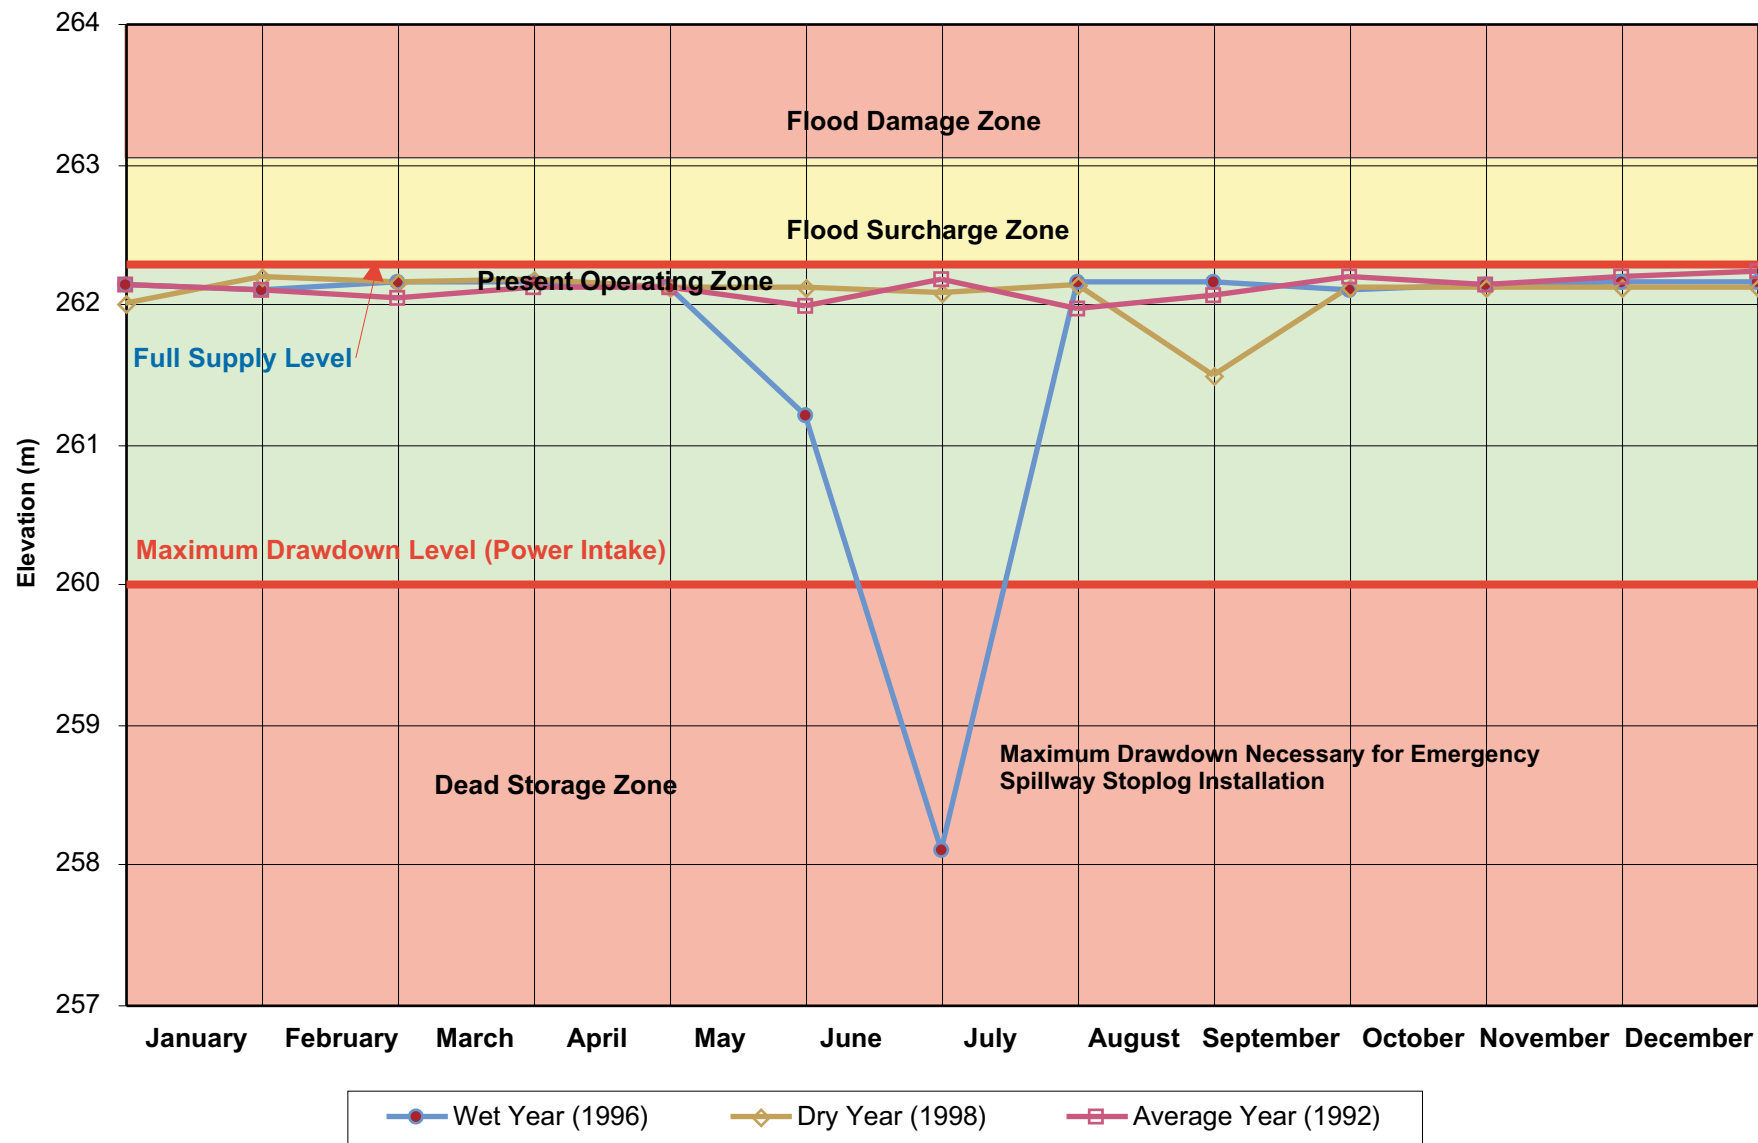 264
263
262
261
260
259
258
257
Elevation (m)
Flood Damage Zone
Flood Surcharge Zone
Present Operating Zone
Full Supply Level
Maximum Drawdown Level (Power Intake)
Maximum Drawdown Necessary for Emergency
Spillway Stoplog Installation
Dead Storage Zone
January February March April May June July August September October November December
Wet Year (1996) Dry Year (1998) Average Year (1992)